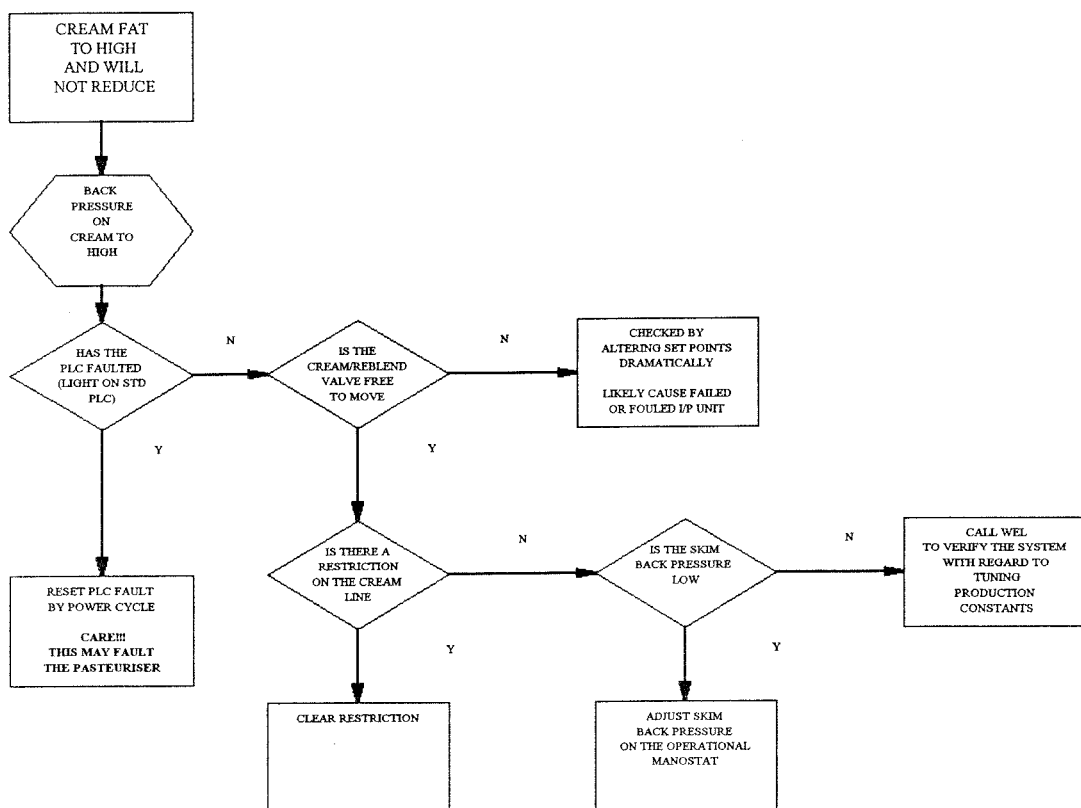 CREAM FAT
TO HIGH
AND WILL
NOT REDUCE
BACK
PRESSURE
ON
CREAM TO
HIGH
HAS THE
PLC FAULTED
(LIGHT ON STD
PLC)
N
IS THE
CREAM/REBLEND
VALVE FREE
TO MOVE
N
CHECKED BY
ALTERING SET POINTS
DRAMATICALLY
LIKELY CAUSE FAILED
OR FOULED I/P UNIT
Y
Y
IS THERE A
RESTRICTION
ON THE CREAM
LINE
N
IS THE SKIM
BACK PRESSURE
LOW
N
CALL WEL
TO VERIFY THE SYSTEM
WITH REGARD TO
TUNING
PRODUCTION
CONSTANTS
RESET PLC FAULT
BY POWER CYCLE
CARE!!!
THIS MAY FAULT
THE PASTEURISER
Y
Y
CLEAR RESTRICTION
ADJUST SKIM
BACK PRESSURE
ON THE OPERATIONAL
MANOSTAT